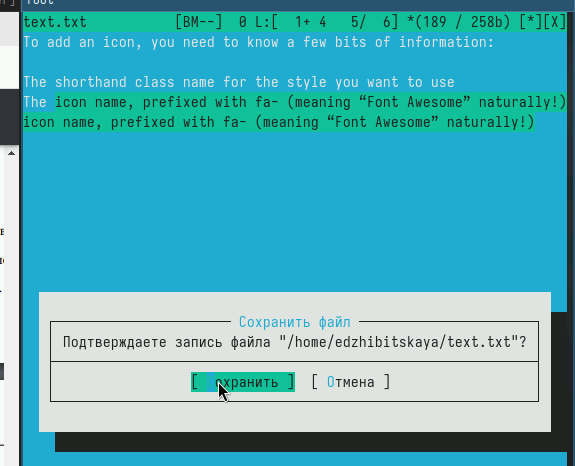 text.txt [BM--] 0 L:[ 1+ 4 5/ 6] *(189 / 258b) [*][X]
To add an icon, you need to know a few bits of information:
The shorthand class name for the style you want to use
The icon name, prefixed with fa- (meaning “Font Awesome” naturally!)
icon name, prefixed with fa- (meaning “Font Awesome” naturally!)
Сохранить файл
Подтверждаете запись файла "/home/edzhibitskaya/text.txt"?
[ Сохранить ] [ Отмена ]